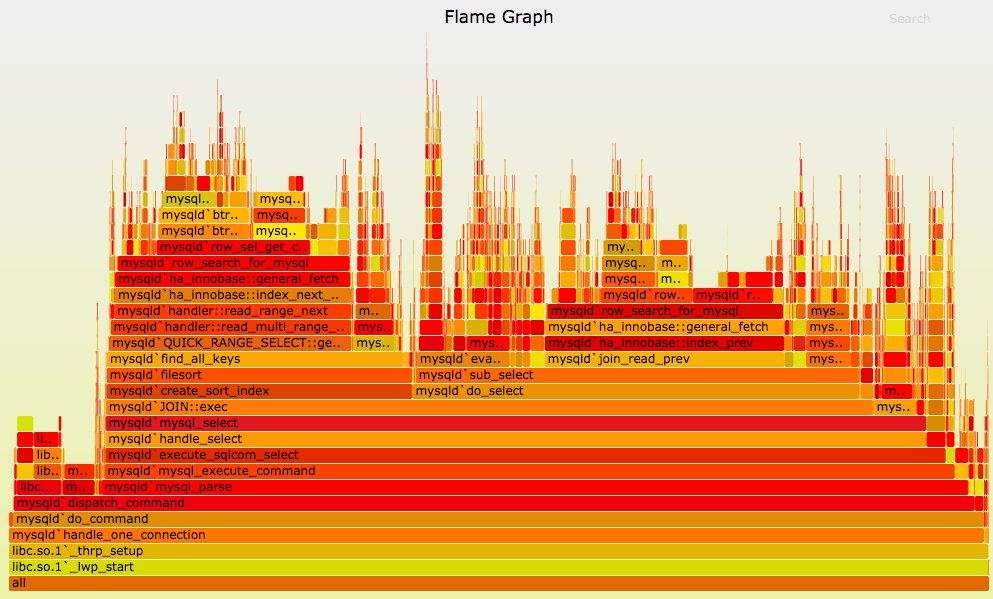 Flame Graph
Search
mysql.. mysq..
mysqld`btr.. mysq..
mysqld`btr.. mysq..
mysqld`row_sel_get_c.. my..
mysqld`row_search_for_mysql mysq.. m..
mysqld`ha_innobase::general_fetch mysq.. m..
mysqld`ha_innobase::index_next_.. mysqld`row.. mysqld`r..
mysqld`handler::read_range_next m.. mysqld`row_search_for_mysql mys..
mysqld`handler::read_multi_range_.. mys.. mysqld`ha_innobase::general_fetch mys..
mysqld`QUICK_RANGE_SELECT::ge.. mys.. mys.. mysqld`ha_innobase::index_prev mys..
mysqld`find_all_keys mysqld`eva.. mysqld`join_read_prev mys..
mysqld`filesort mysqld`sub_select
mysqld`create_sort_index mysqld`do_select m..
mysqld`JOIN::exec mys..
mysqld`mysql_select
li.. mysqld`handle_select
lib.. mysqld`execute_sqlcom_select
lib.. m.. mysqld`mysql_execute_command
libc... m.. mysqld`mysql_parse
mysqld`dispatch_command
mysqld`do_command
mysqld`handle_one_connection
libc.so.1`_thrp_setup
libc.so.1`_lwp_start
all